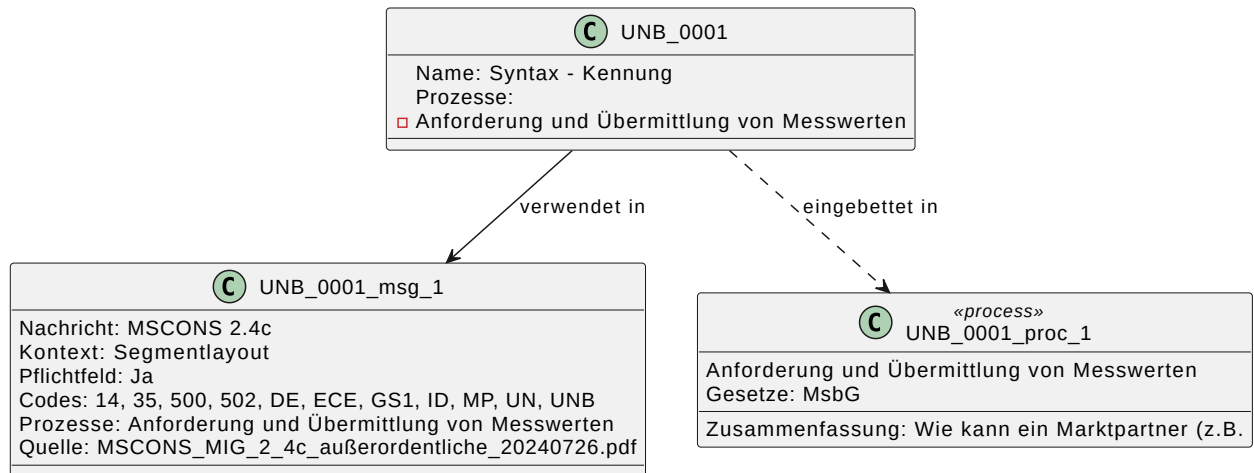 C UNB_0001
Name: Syntax - Kennung
Prozesse:
Anforderung und Übermittlung von Messwerten
verwendet in
eingebettet in
C UNB_0001_msg_1
Nachricht: MSCONS 2.4c
Kontext: Segmentlayout
Pflichtfeld: Ja
Codes: 14, 35, 500, 502, DE, ECE, GS1, ID, MP, UN, UNB
Prozesse: Anforderung und Übermittlung von Messwerten
Quelle: MSCONS_MIG_2_4c_außerordentliche_20240726.pdf
C «process»
UNB_0001_proc_1
Anforderung und Übermittlung von Messwerten
Gesetze: MsbG
Zusammenfassung: Wie kann ein Marktpartner (z.B.